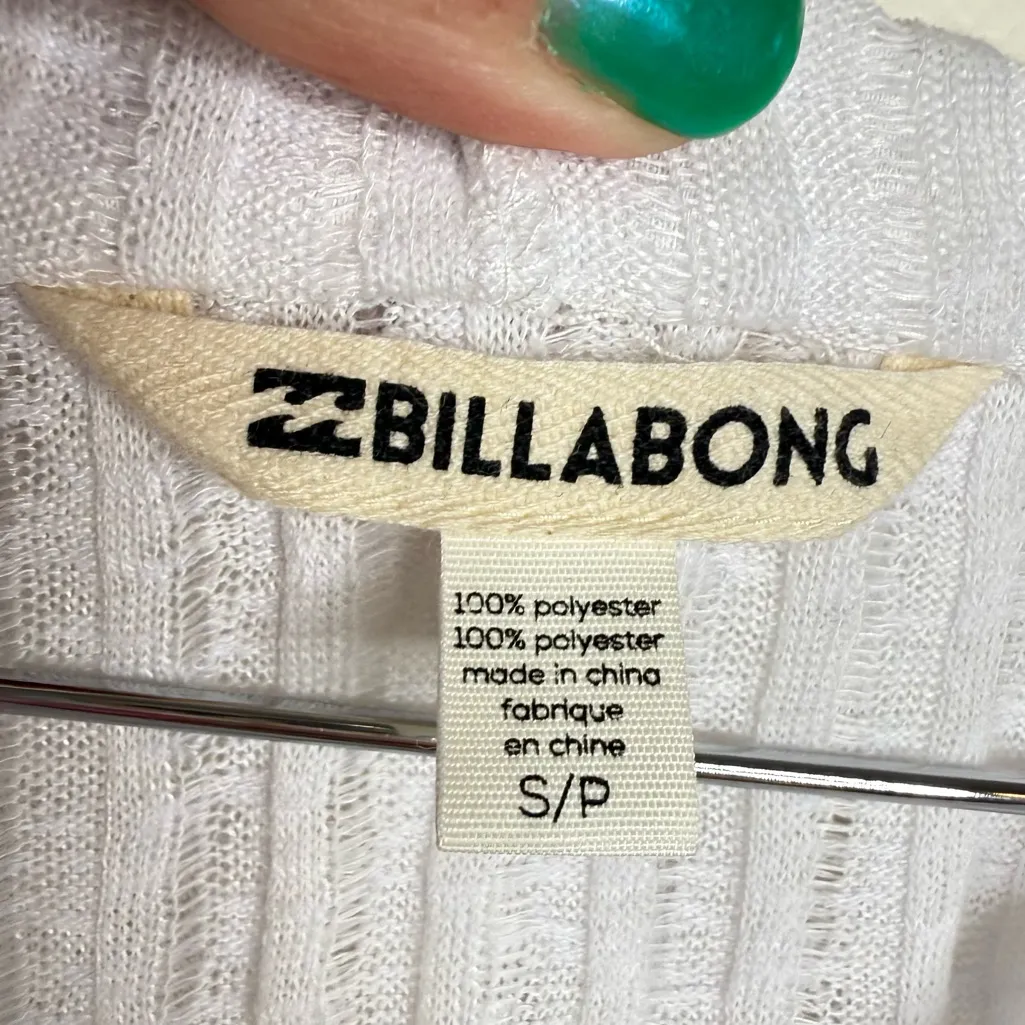 BILLABONG
100% polyester
100% polyester
made in china
fabrique
en chine
S/P